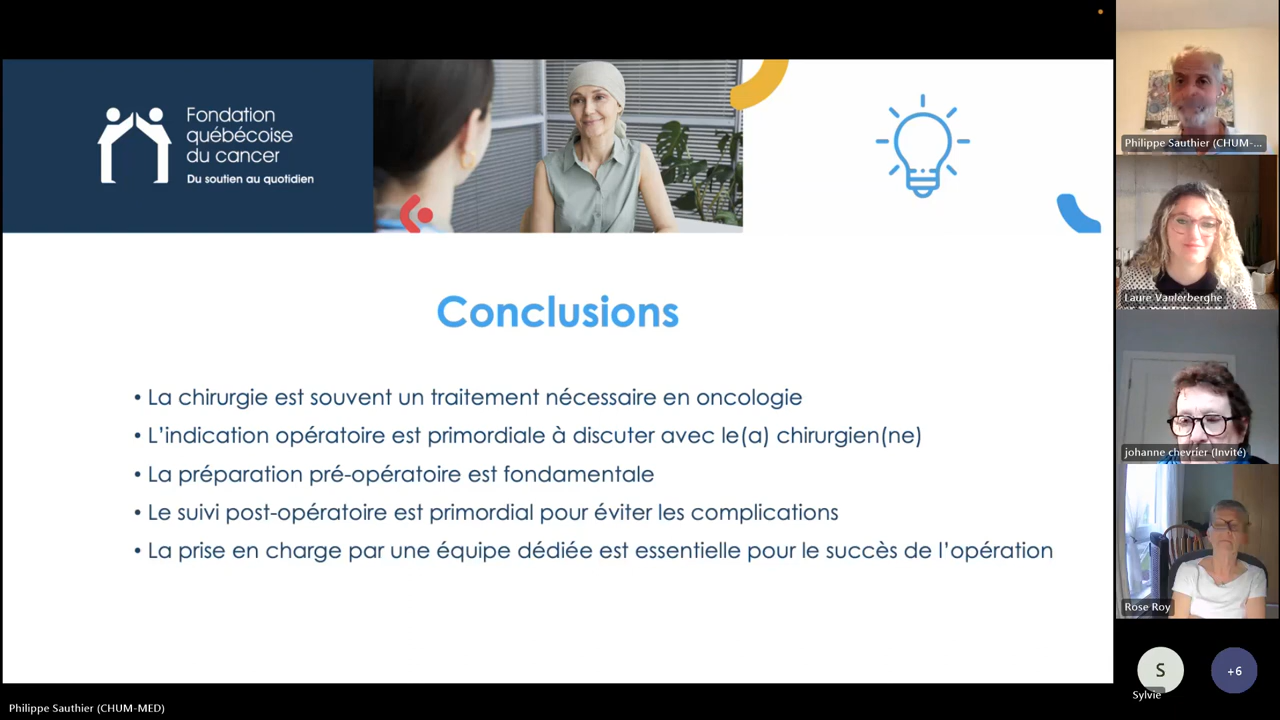 Fondation
québécoise
du cancer
Du soutien au quotidien
Conclusions
• La chirurgie est souvent un traitement nécessaire en oncologie
• L'indication opératoire est primordiale à discuter avec le(a) chirurgien(ne)
• La préparation pré-opératoire est fondamentale
• Le suivi post-opératoire est primordial pour éviter les complications
• La prise en charge par une équipe dédiée est essentielle pour le succès de l'opération
Philippe Sauthier (CHUM-...
Laure Vanlerberghe
johanne chevrier (Invité)
Rose Roy
S
Sylvie
+6
Philippe Sauthier (CHUM-MED)